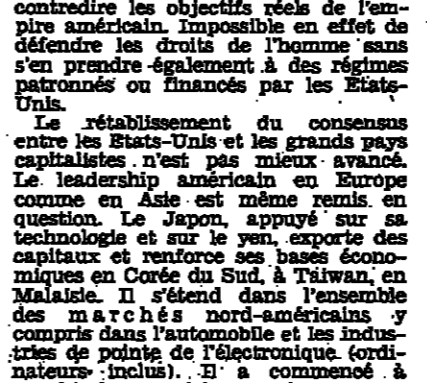 contredire les objectifs réels de l'em-
pire américain. Impossible en effet de
défendre les droits de l'homme sans
s'en prendre également à des régimes
patronnés ou financés par les Etats-
Unis.
Le rétablissement du consensus
entre les Etats-Unis et les grands pays
capitalistes n'est pas mieux avancé.
Le leadership américain en Europe
comme en Asie est même remis en
question. Le Japon, appuyé sur sa
technologie et sur le yen, exporte des
capitaux et renforce ses bases écono-
miques en Corée du Sud, à Taïwan, en
Malaisie. Il s'étend dans l'ensemble
des marchés nord-américains y
compris dans l'automobile et les indus-
tries de pointe de l'électronique (ordi-
nateurs inclus). Il a commencé à